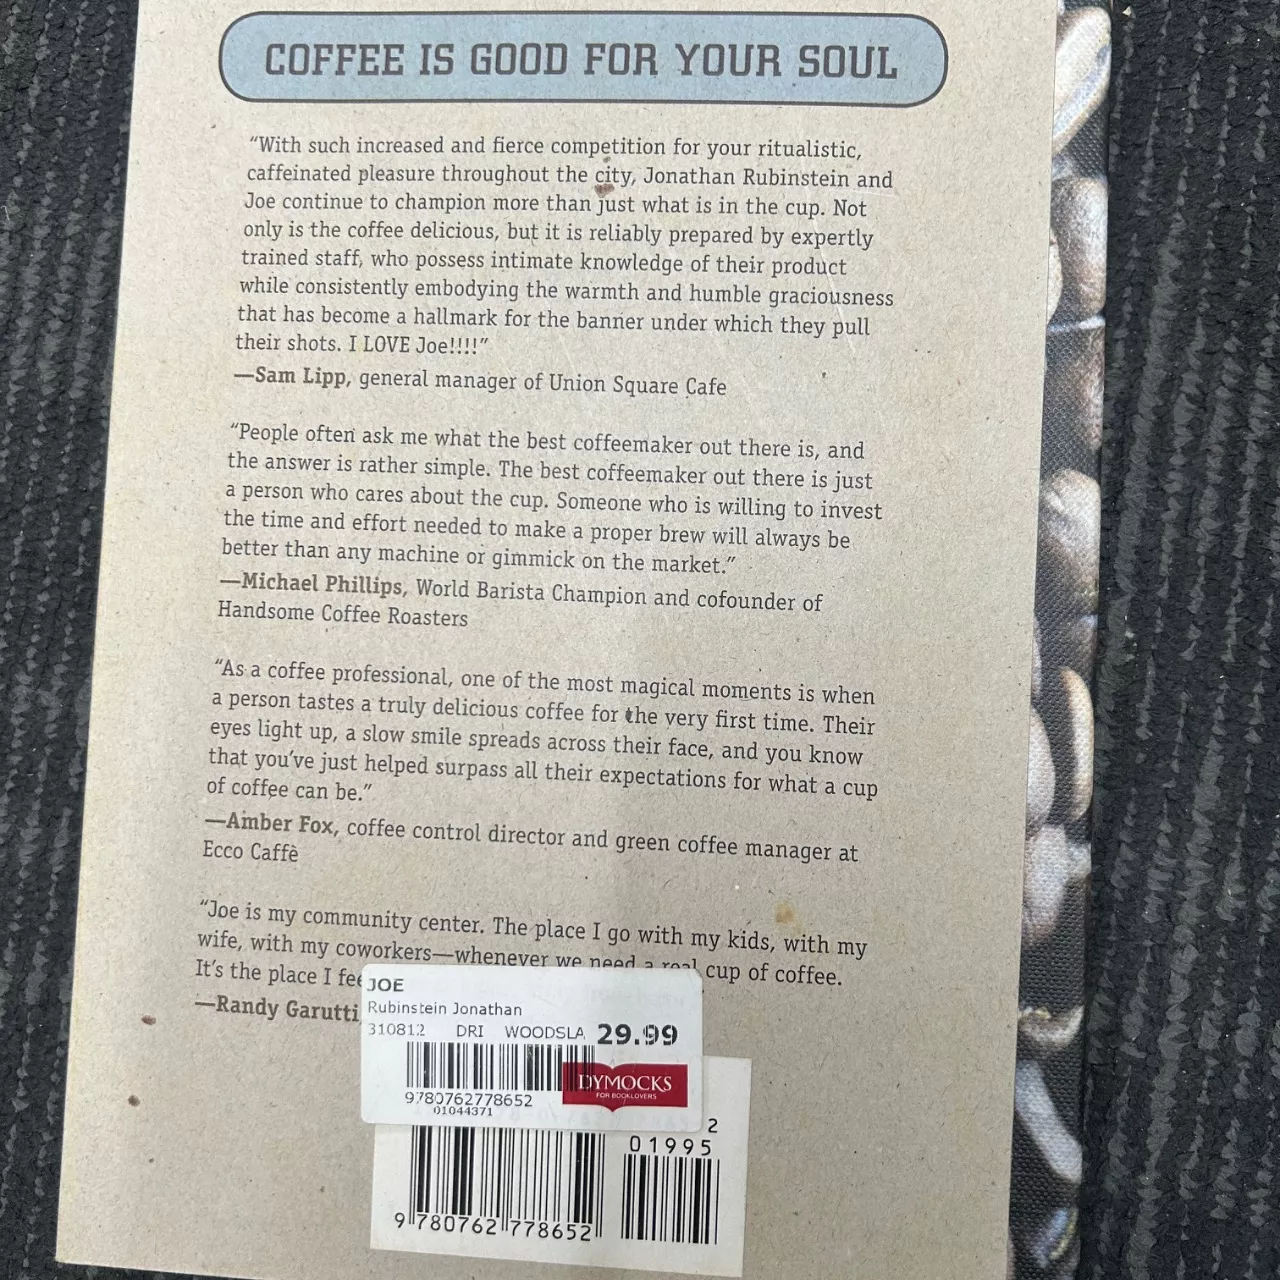 COFFEE IS GOOD FOR YOUR SOUL
“With such increased and fierce competition for your ritualistic,
caffeinated pleasure throughout the city, Jonathan Rubinstein and
Joe continue to champion more than just what is in the cup. Not
only is the coffee delicious, but it is reliably prepared by expertly
trained staff, who possess intimate knowledge of their product
while consistently embodying the warmth and humble graciousness
that has become a hallmark for the banner under which they pull
their shots. I LOVE Joe!!!!”
—Sam Lipp, general manager of Union Square Cafe
“People often ask me what the best coffeemaker out there is, and
the answer is rather simple. The best coffeemaker out there is just
a person who cares about the cup. Someone who is willing to invest
the time and effort needed to make a proper brew will always be
better than any machine or gimmick on the market.”
—Michael Phillips, World Barista Champion and cofounder of
Handsome Coffee Roasters
“As a coffee professional, one of the most magical moments is when
a person tastes a truly delicious coffee for the very first time. Their
eyes light up, a slow smile spreads across their face, and you know
that you’ve just helped surpass all their expectations for what a cup
of coffee can be.”
—Amber Fox, coffee control director and green coffee manager at
Ecco Caffè
“Joe is my community center. The place I go with my kids, with my
wife, with my coworkers—whenever we need a real cup of coffee.
It’s the place I
—Randy Garutti
JOE
Rubinstein Jonathan
310812 DRI WOODSLA 29.99
DYMOCKS
FOR BOOKLOVERS
9780762778652
01044371
2
01995
9 780762 778652